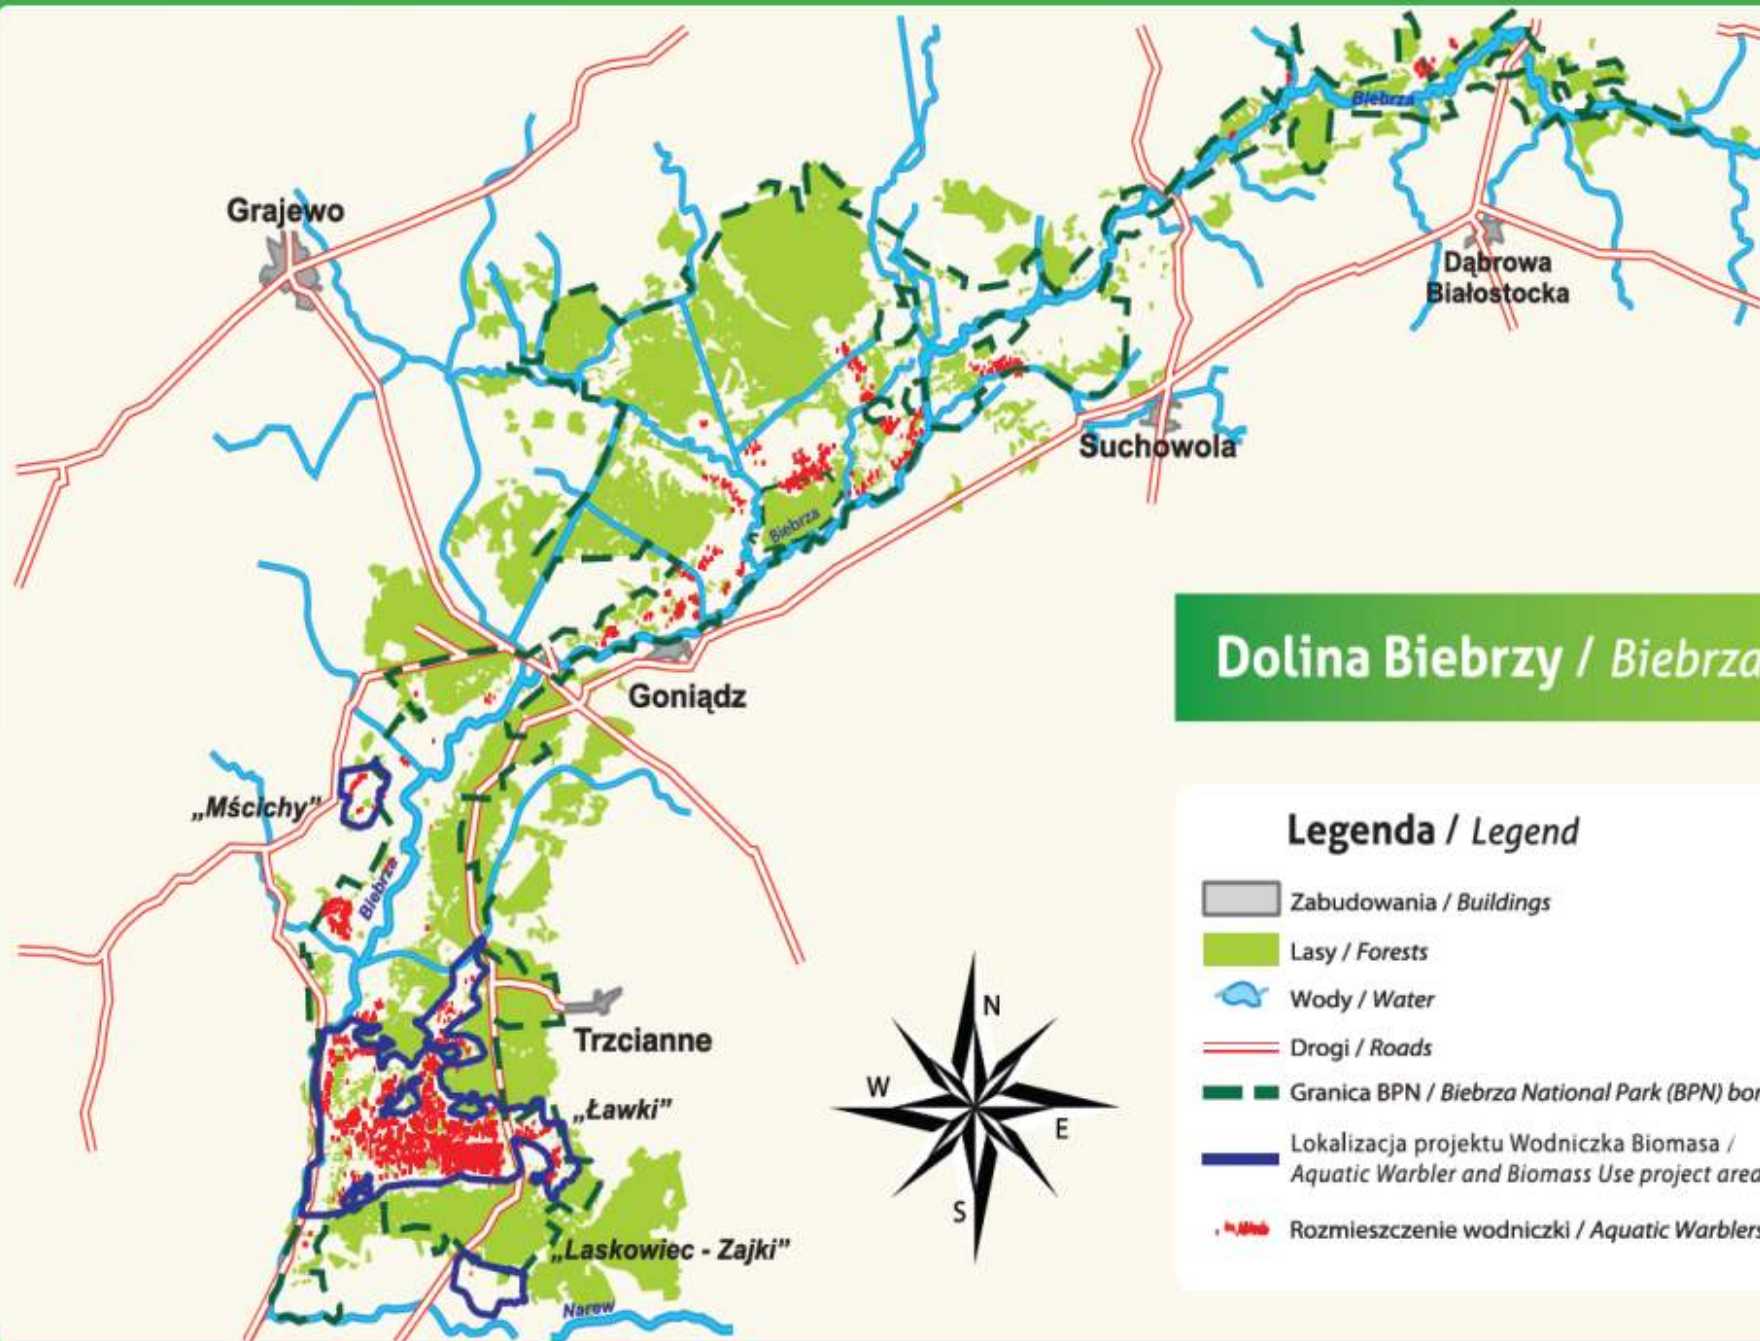 Biebrza
Grajewo
Dąbrowa
Białostocka
Suchowola
Biebrza
Goniądz
„Mścichy”
Biebrza
Trzcianne
„Ławki”
„Laskowiec - Zajki”
Narew
Dolina Biebrzy / Biebrza
Legenda / Legend
Zabudowania / Buildings
Lasy / Forests
Wody / Water
Drogi / Roads
Granica BPN / Biebrza National Park (BPN) bor
Lokalizacja projektu Wodniczka Biomasa /
Aquatic Warbler and Biomass Use project area
Rozmieszczenie wodniczki / Aquatic Warblers
N
W
E
S